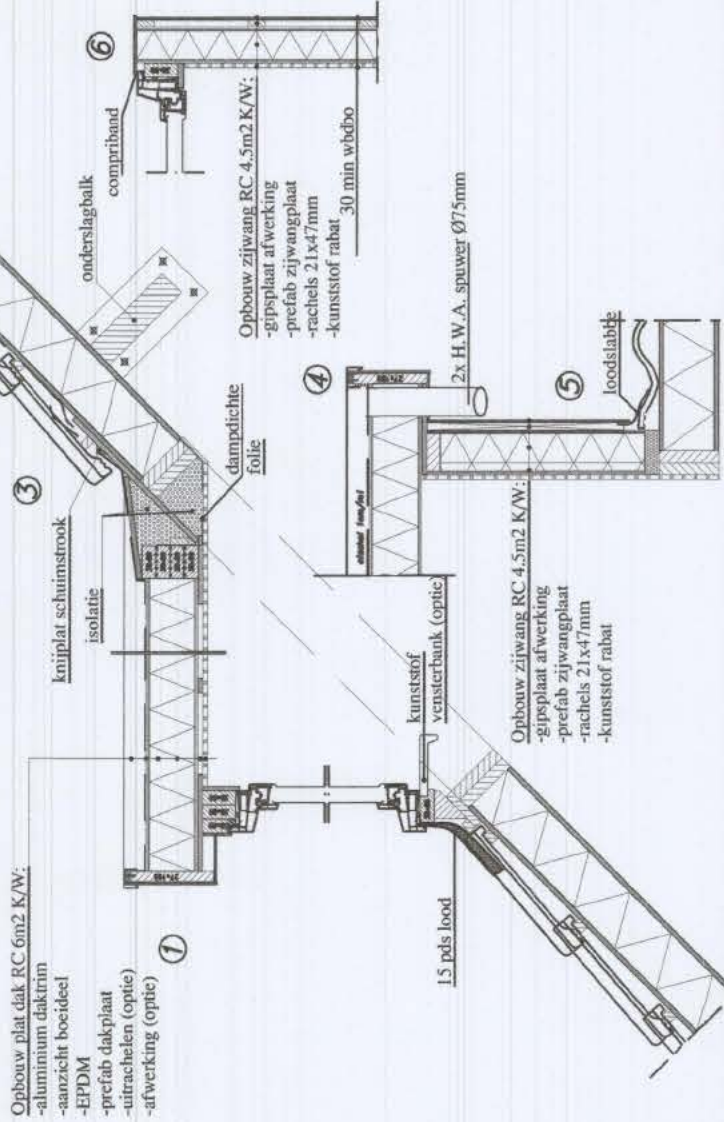 Opbouw plat dak RC 6m2 K/W:
-aluminium daktrim
-aanzicht boeideel
-EPDM
-prefab dakplaat
-uitrachelen (optie)
-afwerking (optie)
1
15 pds lood
kunststof
vensterbank (optie)
knijplat schuimstrook
isolatie
3
dampdichte
folie
onderslagbalk
compriband
6
Opbouw zijwang RC 4.5m2 K/W:
-gipsplaat afwerking
-prefab zijwangplaat
-rachels 21x47mm
-kunststof rabat
30 min wbdbo
4
afschot 1cm/m1
2x H.W.A. spuwer Ø75mm
5
loodslabbe
Opbouw zijwang RC 4.5m2 K/W:
-gipsplaat afwerking
-prefab zijwangplaat
-rachels 21x47mm
-kunststof rabat